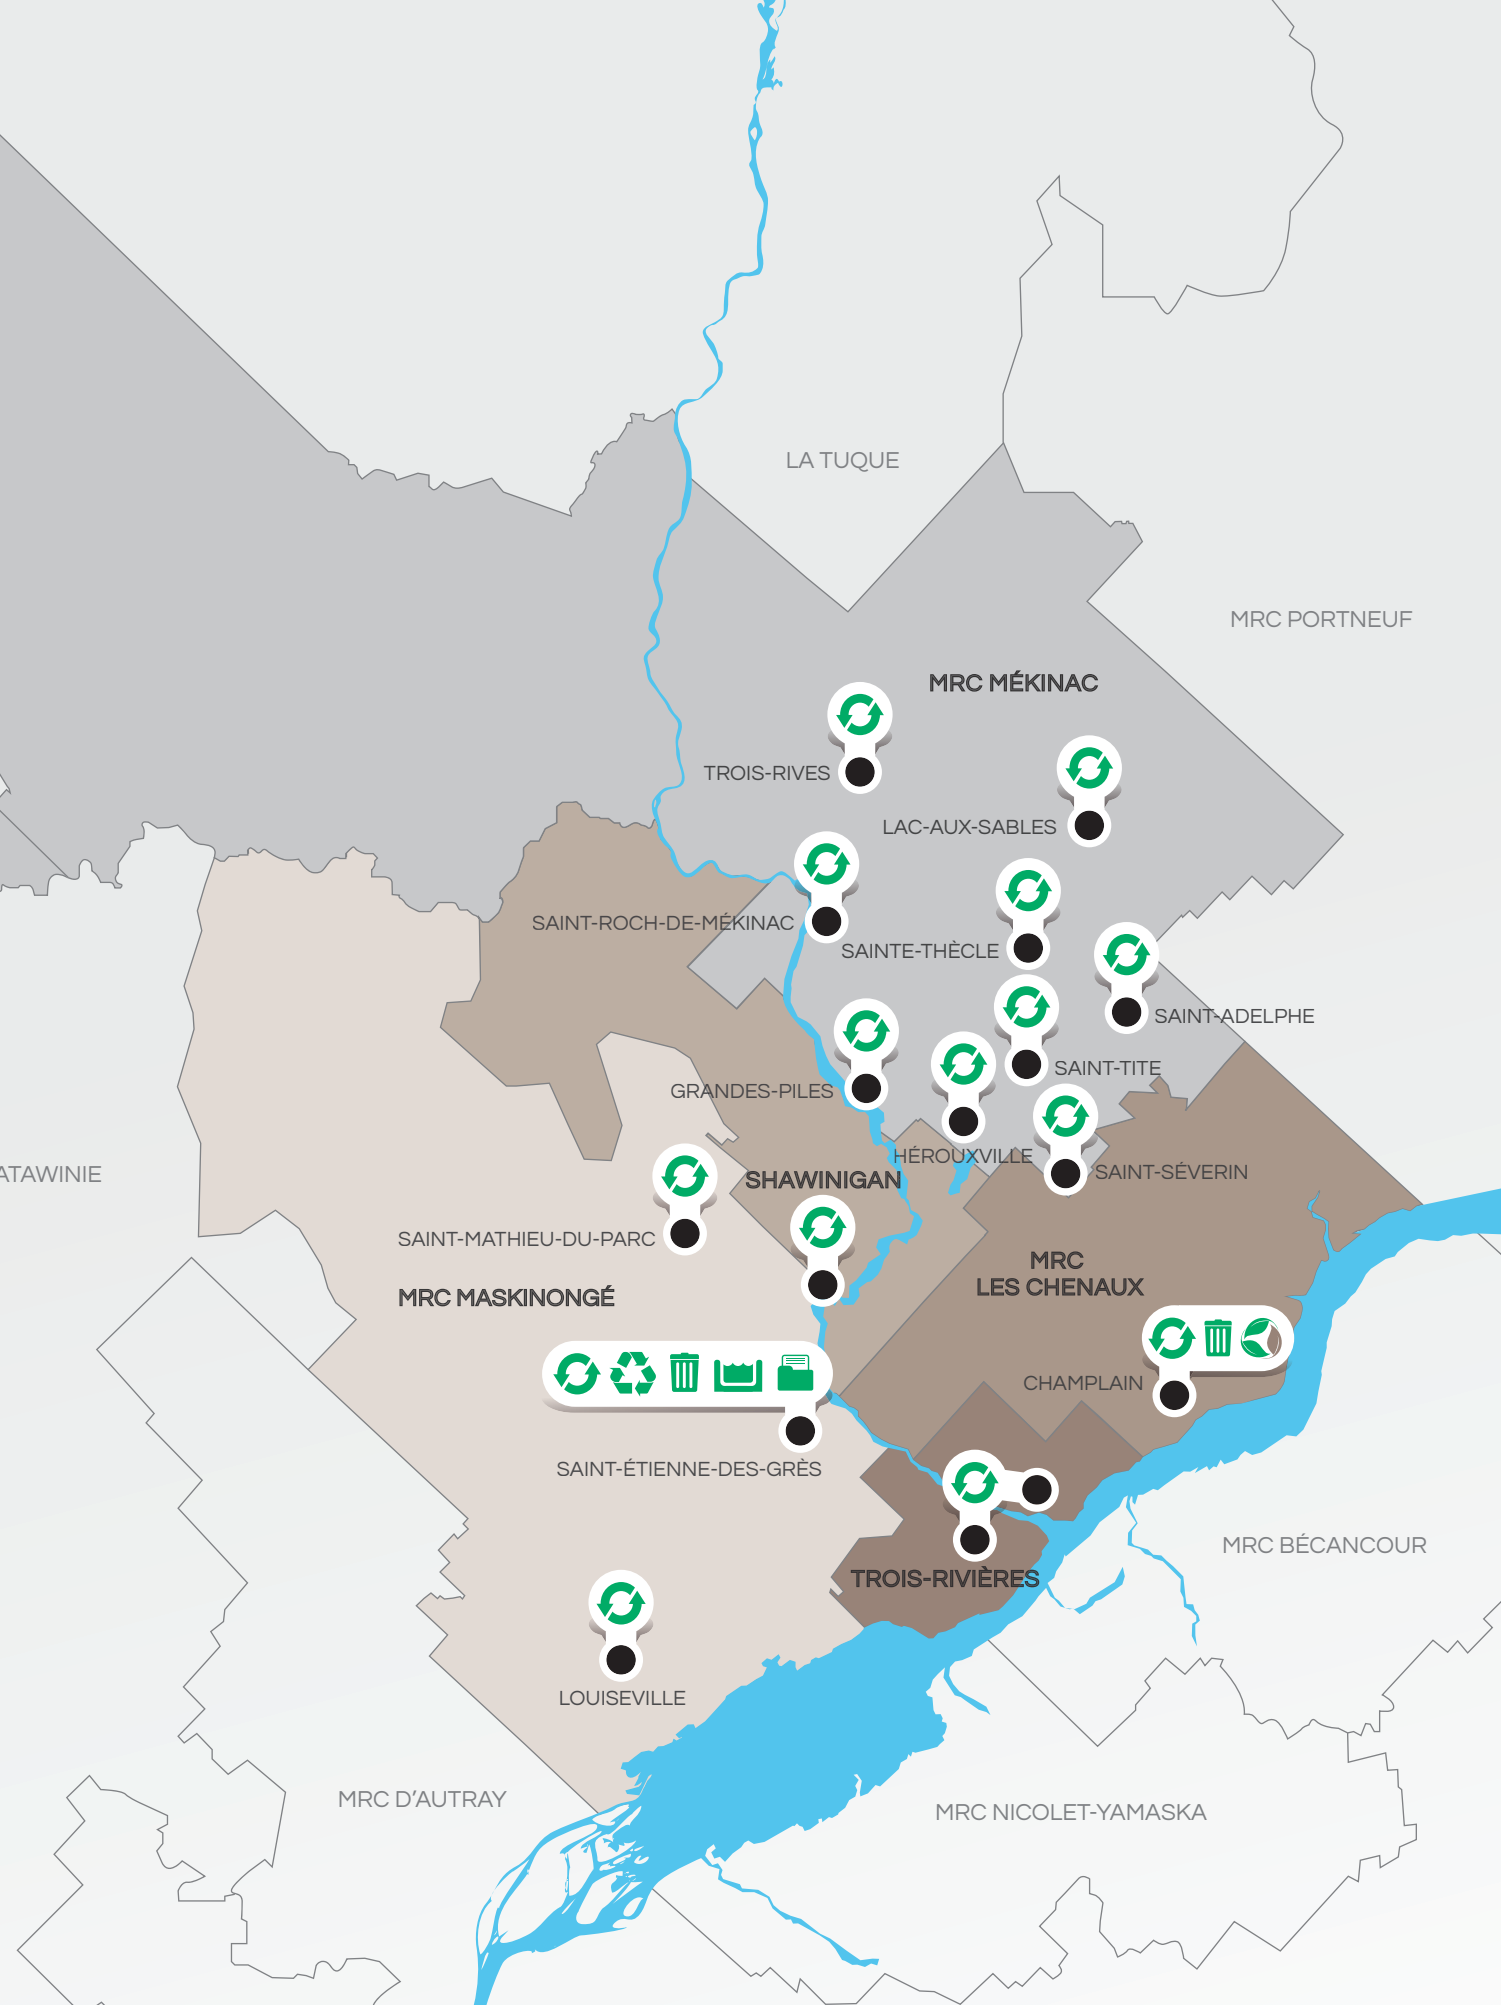 LA TUQUE
MRC PORTNEUF
MRC MÉKINAC
TROIS-RIVES
LAC-AUX-SABLES
SAINT-ROCH-DE-MÉKINAC
SAINTE-THÈCLE
SAINT-ADELPHE
SAINT-TITE
GRANDES-PILES
HÉROUXVILLE
SAINT-SÉVERIN
ATAWINIE
SHAWINIGAN
SAINT-MATHIEU-DU-PARC
MRC
LES CHENAUX
MRC MASKINONGÉ
CHAMPLAIN
SAINT-ÉTIENNE-DES-GRÈS
MRC BÉCANCOUR
TROIS-RIVIÈRES
LOUISEVILLE
MRC D’AUTRAY
MRC NICOLET-YAMASKA